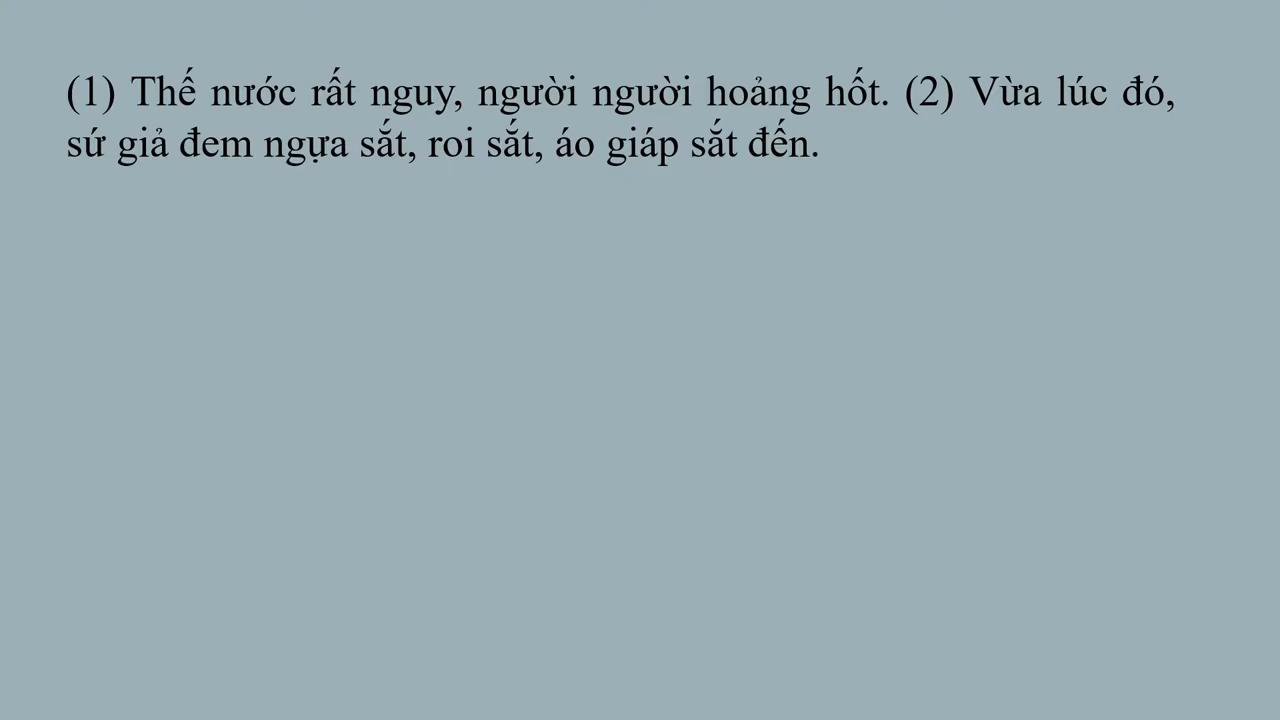 (1) Thế nước rất nguy, người người hoảng hốt. (2) Vừa lúc đó,
sứ giả đem ngựa sắt, roi sắt, áo giáp sắt đến.